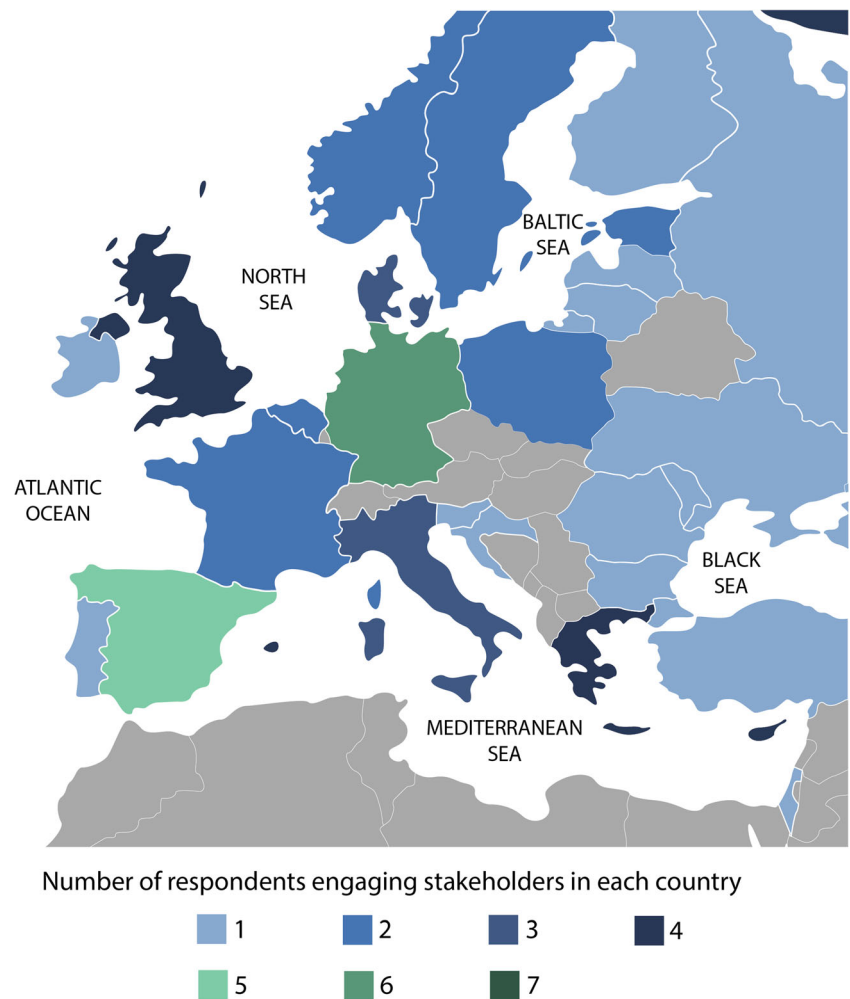 BALTIC
SEA
NORTH
SEA
ATLANTIC
OCEAN
BLACK
SEA
MEDITERRANEAN
SEA
Number of respondents engaging stakeholders in each country
1
2
3
4
5
6
7